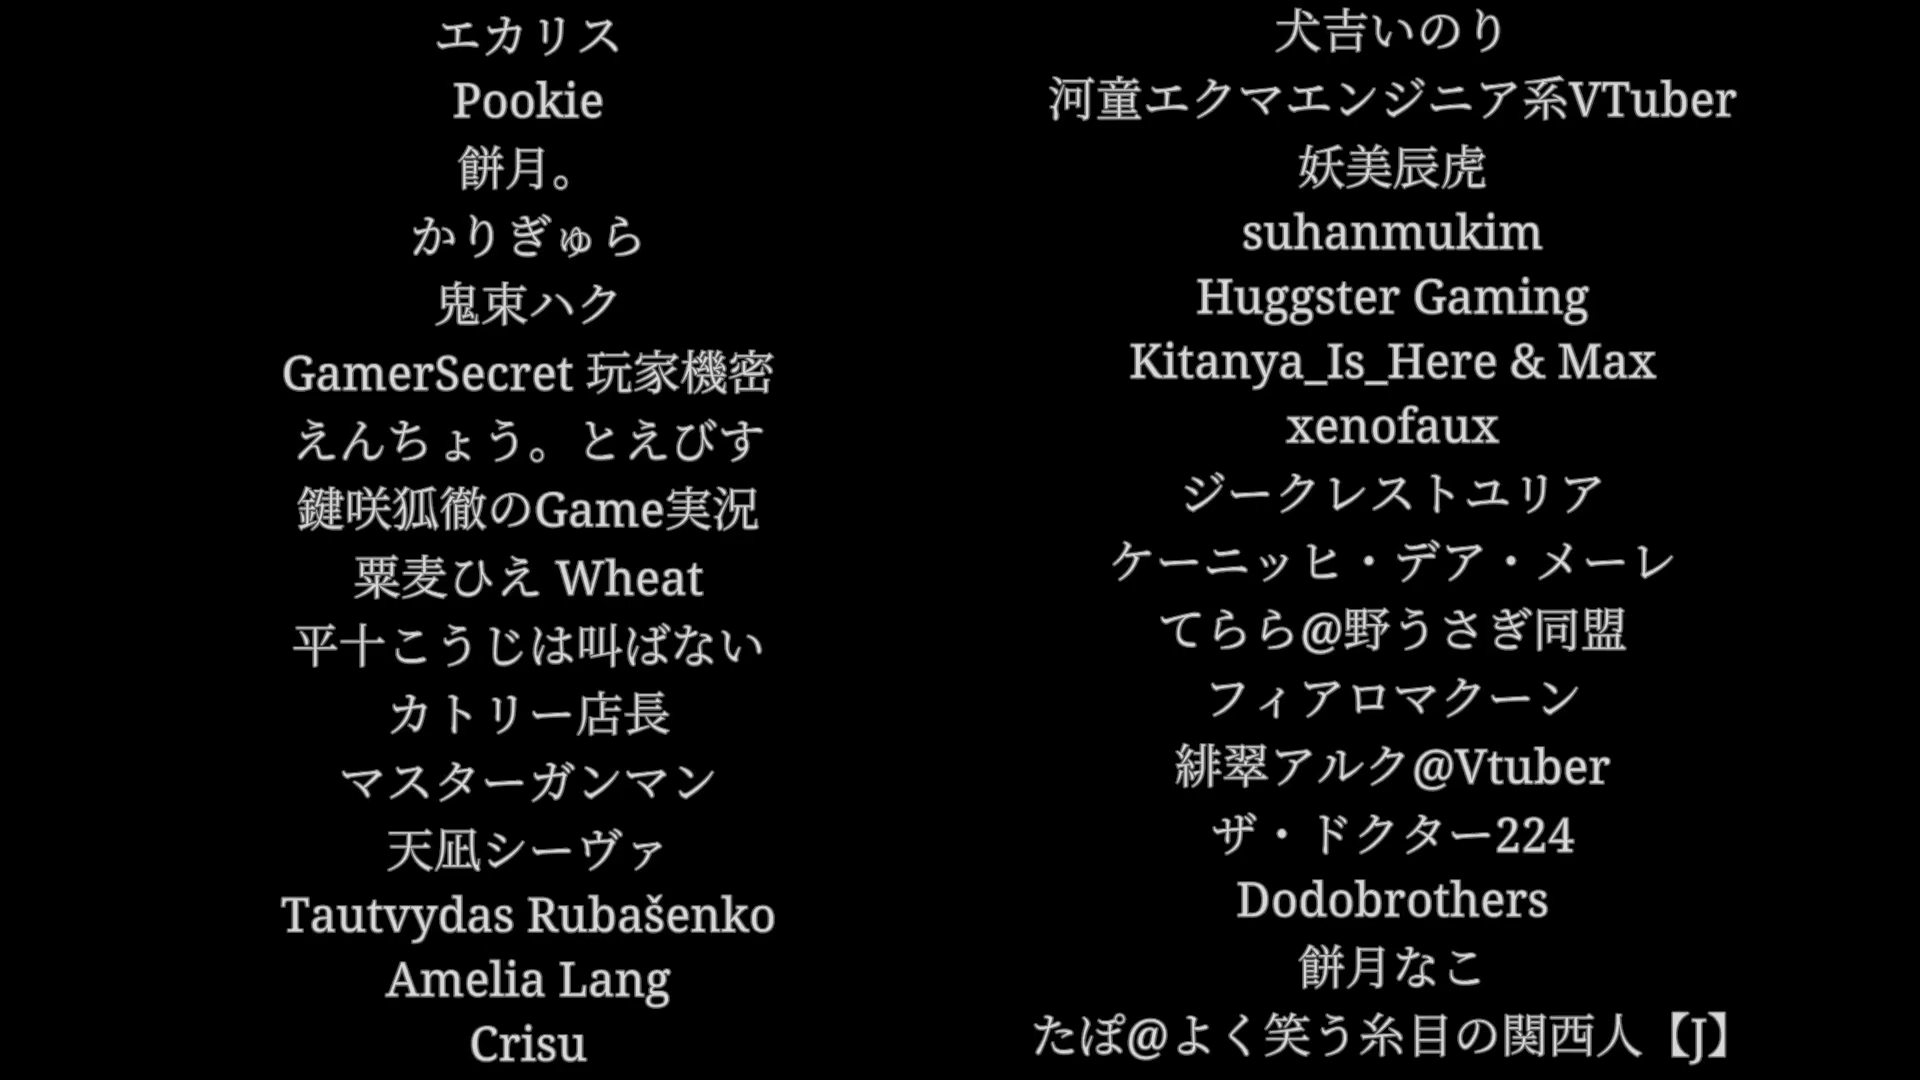 エカリス
Pookie
餅月。
かりぎゅら
鬼束ハク
GamerSecret 玩家機密
えんちょう。とえびす
鍵咲狐徹のGame実況
粟麦ひえ Wheat
平十こうじは叫ばない
カトリー店長
マスターガンマン
天凪シーヴァ
Tautvydas Rubašenko
Amelia Lang
Crisu
犬吉いのり
河童エクマエンジニア系VTuber
妖美辰虎
suhanmukim
Huggster Gaming
Kitanya_Is_Here & Max
xenofaux
ジークレストユリア
ケーニッヒ・デア・メーレ
てらら@野うさぎ同盟
フィアロマクーン
緋翠アルク@Vtuber
ザ・ドクター224
Dodobrothers
餅月なこ
たぽ@よく笑う糸目の関西人【J】